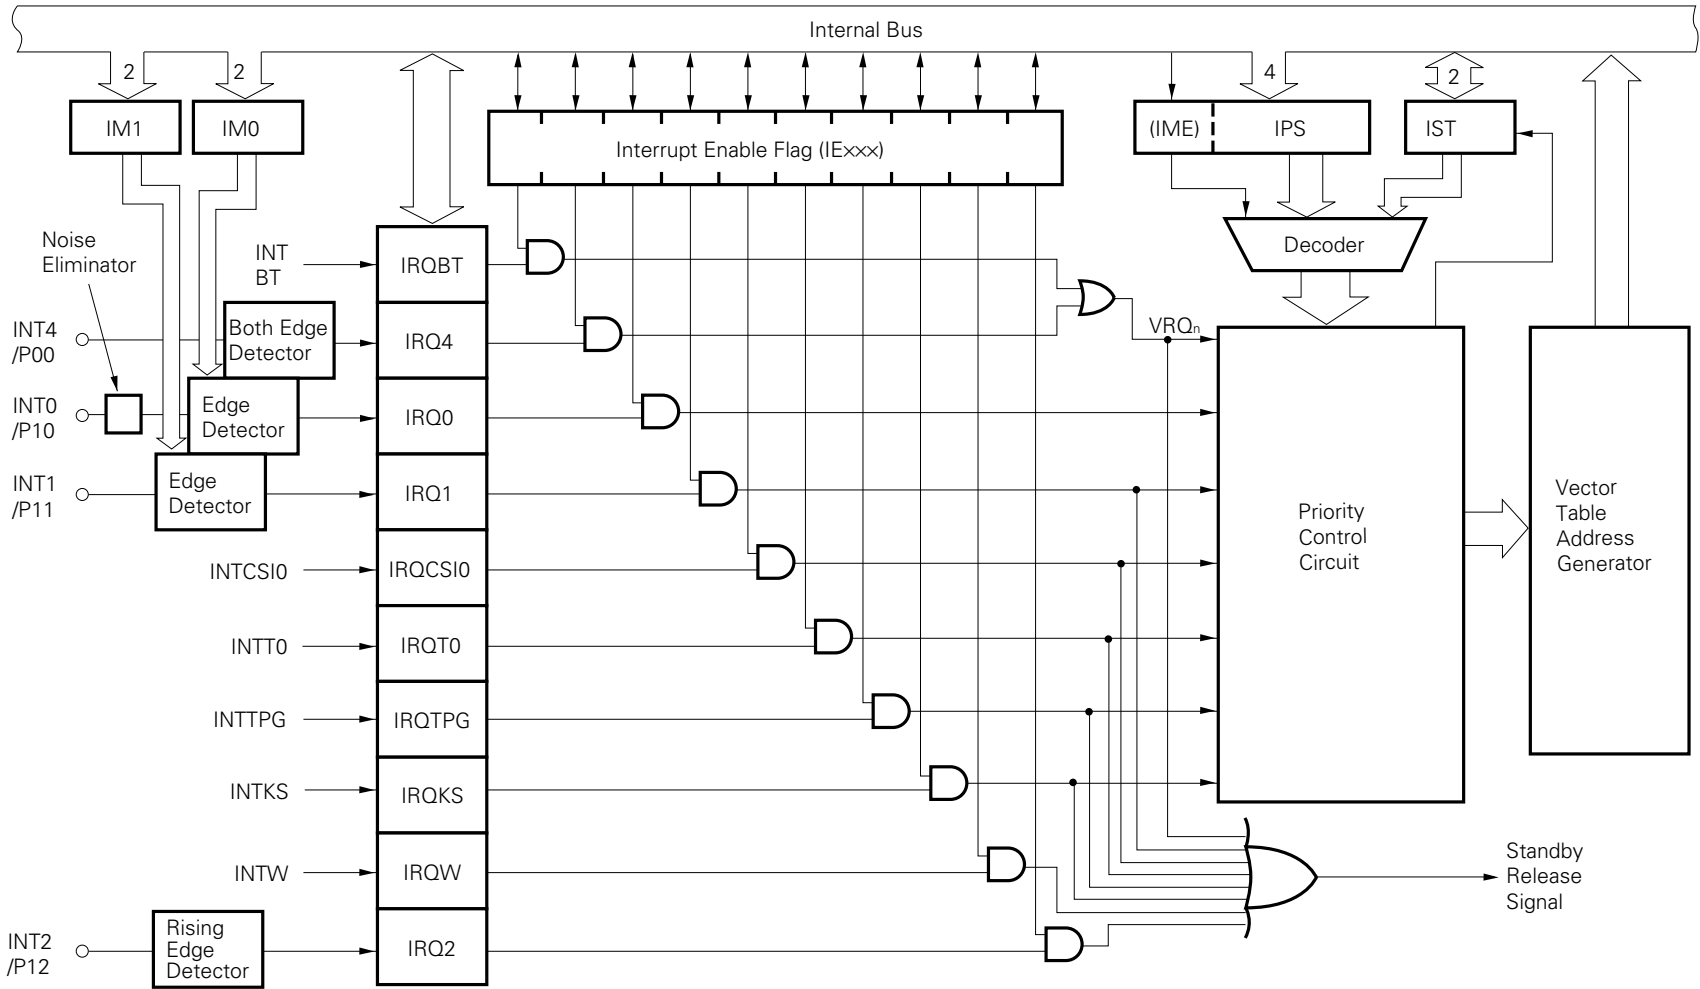 Internal Bus
2
2
4
2
IM1
IM0
Interrupt Enable Flag (IE×××)
(IME)
IPS
IST
Decoder
Noise
Eliminator
INT
BT
IRQBT
INT4
/P00
Both Edge
Detector
IRQ4
VRQn
INT0
/P10
Edge
Detector
IRQ0
INT1
/P11
Edge
Detector
IRQ1
Priority
Control
Circuit
Vector
Table
Address
Generator
INTCSI0
IRQCSI0
INTT0
IRQT0
INTTPG
IRQTPG
INTKS
IRQKS
INTW
IRQW
Standby
Release
Signal
INT2
/P12
Rising
Edge
Detector
IRQ2